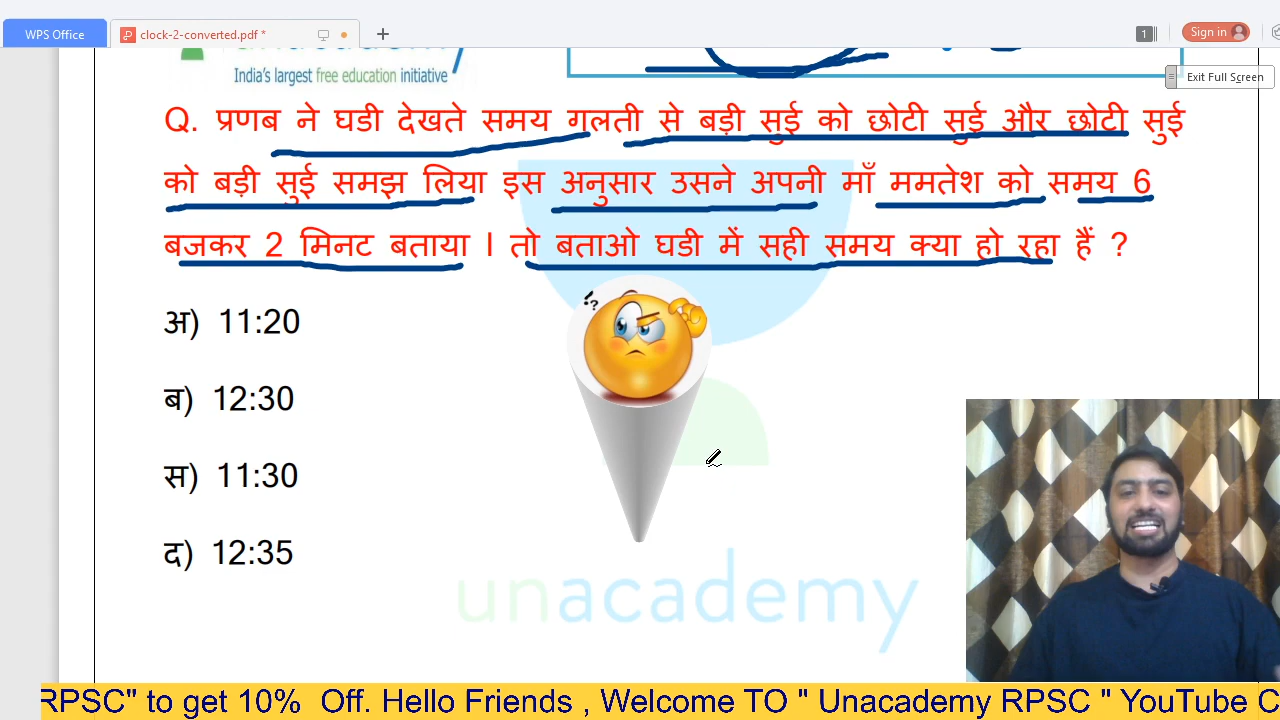 WPS Office
clock-2-converted.pdf *
1
Sign in
India's largest free education initiative
Exit Full Screen
Q. प्रणब ने घडी देखते समय गलती से बड़ी सुई को छोटी सुई और छोटी सुई
को बड़ी सुई समझ लिया इस अनुसार उसने अपनी माँ ममतेश को समय 6
बजकर 2 मिनट बताया । तो बताओ घडी में सही समय क्या हो रहा हैं ?
अ) 11:20
ब) 12:30
स) 11:30
द) 12:35
unacademy
RPSC" to get 10% Off. Hello Friends , Welcome TO " Unacademy RPSC " YouTube C